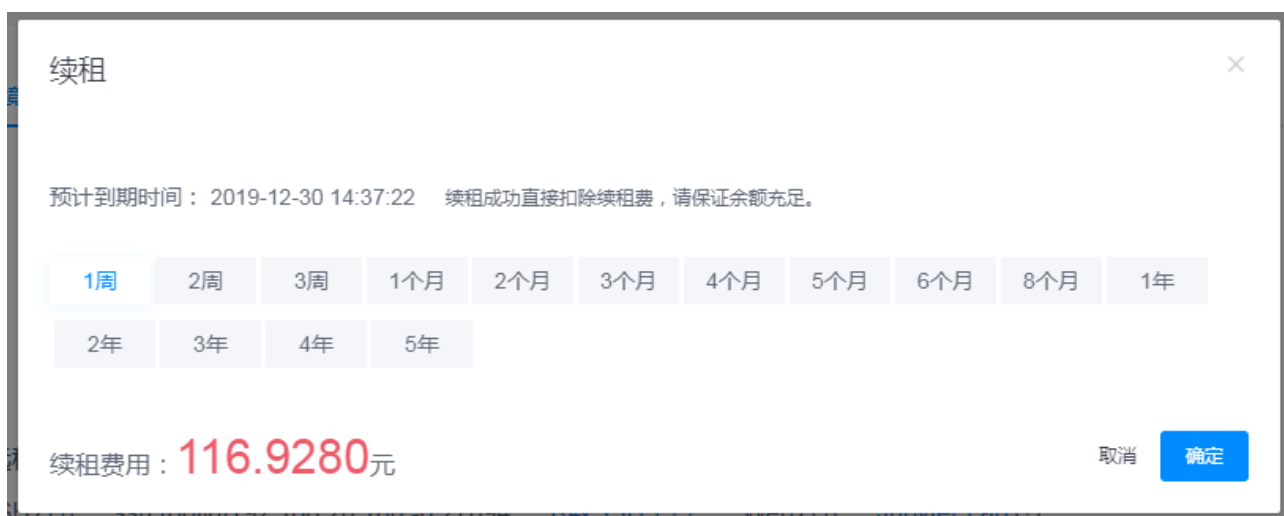 续租
预计到期时间： 2019-12-30 14:37:22 续租成功直接扣除续租费，请保证余额充足。
1周 2周 3周 1个月 2个月 3个月 4个月 5个月 6个月 8个月 1年
2年 3年 4年 5年
续租费用：116.9280元 取消 确定